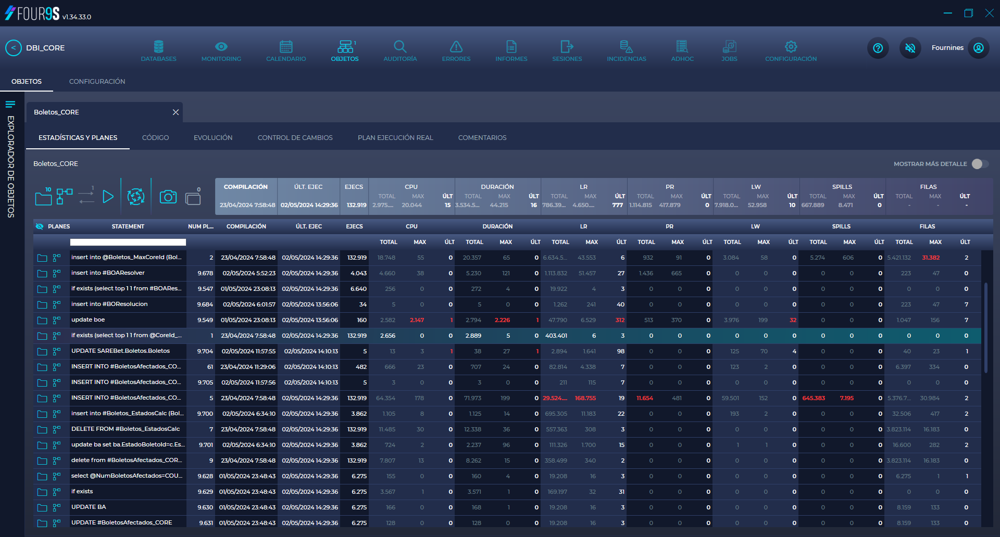 FOUR9S v1.34.33.0
< DBI_CORE
DATABASES MONITORING CALENDARIO OBJETOS 1 AUDITORÍA ERRORES INFORMES SESIONES INCIDENCIAS ADHOC JOBS CONFIGURACIÓN
? Fournines
OBJETOS CONFIGURACIÓN
EXPLORADOR DE OBJETOS
Boletos_CORE
ESTADÍSTICAS Y PLANES CÓDIGO EVOLUCIÓN CONTROL DE CAMBIOS PLAN EJECUCIÓN REAL COMENTARIOS
Boletos_CORE MOSTRAR MÁS DETALLE
10 1 0
COMPILACIÓN ÚLT. EJEC EJECS CPU DURACIÓN LR PR LW SPILLS FILAS
TOTAL MAX ÚLT TOTAL MAX ÚLT TOTAL MAX ÚLT TOTAL MAX ÚLT TOTAL MAX ÚLT TOTAL MAX ÚLT TOTAL MAX ÚLT
23/04/2024 7:58:48 02/05/2024 14:29:36 132.919 2.975.... 20.044 15 3.534.5... 44.215 16 786.39... 4.650.... 777 1.114.815 417.879 0 7.918.0... 52.958 10 667.889 8.471 0 - - -
PLANES STATEMENT NUM PL... COMPILACIÓN ÚLT. EJEC EJECS CPU DURACIÓN LR PR LW SPILLS FILAS
TOTAL MAX ÚLT TOTAL MAX ÚLT TOTAL MAX ÚLT TOTAL MAX ÚLT TOTAL MAX ÚLT TOTAL MAX ÚLT TOTAL MAX ÚLT
insert into @Boletos_MaxCoreId (Bol... 2 23/04/2024 7:58:48 02/05/2024 14:29:36 132.919 18.748 55 0 20.357 65 0 6.634.5... 43.553 6 932 91 0 3.084 58 0 5.274 606 0 5.421.132 31.382 2
insert into #BOAResolver 9.678 02/05/2024 5:52:23 02/05/2024 14:29:36 4.043 4.660 38 0 5.230 121 0 1.113.832 51.457 27 1.436 665 0 0 0 0 0 0 0 223 47 0
if exists (select top 1 1 from #BOARes... 9.547 01/05/2024 23:08:13 02/05/2024 14:29:36 6.640 256 0 0 272 4 0 19.922 4 3 0 0 0 0 0 0 0 0 0 0 0 0
insert into #BOResolucion 9.684 02/05/2024 6:01:57 02/05/2024 13:56:06 34 5 0 0 5 0 0 1.262 241 40 0 0 0 0 0 0 0 0 0 223 47 7
update boe 9.549 01/05/2024 23:08:13 02/05/2024 13:56:06 160 2.582 2.147 1 2.794 2.226 1 47.790 6.529 312 513 370 0 3.976 199 32 0 0 0 1.047 156 7
if exists (select top 1 1 from @CoreId_... 1 23/04/2024 7:58:48 02/05/2024 14:29:36 132.919 2.656 0 0 2.889 5 0 403.401 6 3 0 0 0 0 0 0 0 0 0 0 0 0
UPDATE SAREBet.Boletos.Boletos 9.704 02/05/2024 11:57:55 02/05/2024 14:10:13 5 13 3 1 38 27 1 2.894 1.641 98 0 0 0 125 70 4 0 0 0 40 23 1
INSERT INTO #BoletosAfectados_CO... 61 23/04/2024 11:29:06 02/05/2024 14:10:13 482 666 23 0 707 24 0 82.814 4.338 7 0 0 0 123 2 0 0 0 0 6.397 334 0
INSERT INTO #BoletosAfectados_CO... 9.705 02/05/2024 11:57:56 02/05/2024 14:10:13 5 3 0 0 3 0 0 211 115 7 0 0 0 0 0 0 0 0 0 0 0 0
INSERT INTO #BoletosAfectados_CO... 5 23/04/2024 7:58:48 02/05/2024 14:29:36 132.919 64.354 178 0 71.973 199 0 29.524.... 168.755 19 11.654 481 0 59.501 152 0 645.383 7.195 0 5.376.7... 30.984 2
insert into #Boletos_EstadosCalc (Bol... 9.700 02/05/2024 6:34:10 02/05/2024 14:29:36 3.862 1.105 8 0 1.125 14 0 695.305 11.183 22 0 0 0 193 2 0 0 0 0 32.506 417 2
DELETE FROM #Boletos_EstadosCalc 7 23/04/2024 7:58:48 02/05/2024 14:29:36 132.919 11.485 30 0 12.338 36 0 557.363 308 3 0 0 0 0 0 0 0 0 0 3.823.114 16.183 0
update ba set ba.EstadoBoletoId=c.Es... 9.701 02/05/2024 6:34:10 02/05/2024 14:29:36 3.862 724 2 0 2.237 96 0 111.326 1.700 15 0 0 0 1 1 0 0 0 0 16.600 282 2
delete from #BoletosAfectados_COR... 9 23/04/2024 7:58:48 02/05/2024 14:29:36 132.919 7.807 13 0 8.262 15 0 358.499 340 2 0 0 0 0 0 0 0 0 0 3.823.114 16.183 0
select @NumBoletosAfectados=COU... 9.628 01/05/2024 23:48:43 02/05/2024 14:29:36 6.275 155 0 0 160 4 0 19.208 16 3 0 0 0 0 0 0 0 0 0 6.275 1 1
if exists 9.629 01/05/2024 23:48:43 02/05/2024 14:29:36 6.275 3.567 1 0 3.571 1 0 169.197 32 31 0 0 0 0 0 0 0 0 0 0 0 0
UPDATE BA 9.630 01/05/2024 23:48:43 02/05/2024 14:29:36 6.275 166 0 0 168 1 0 19.208 16 3 0 0 0 0 0 0 0 0 0 8.159 133 0
UPDATE #BoletosAfectados_CORE 9.631 01/05/2024 23:48:43 02/05/2024 14:29:36 6.275 128 0 0 128 0 0 19.208 16 3 0 0 0 0 0 0 0 0 0 8.159 133 0